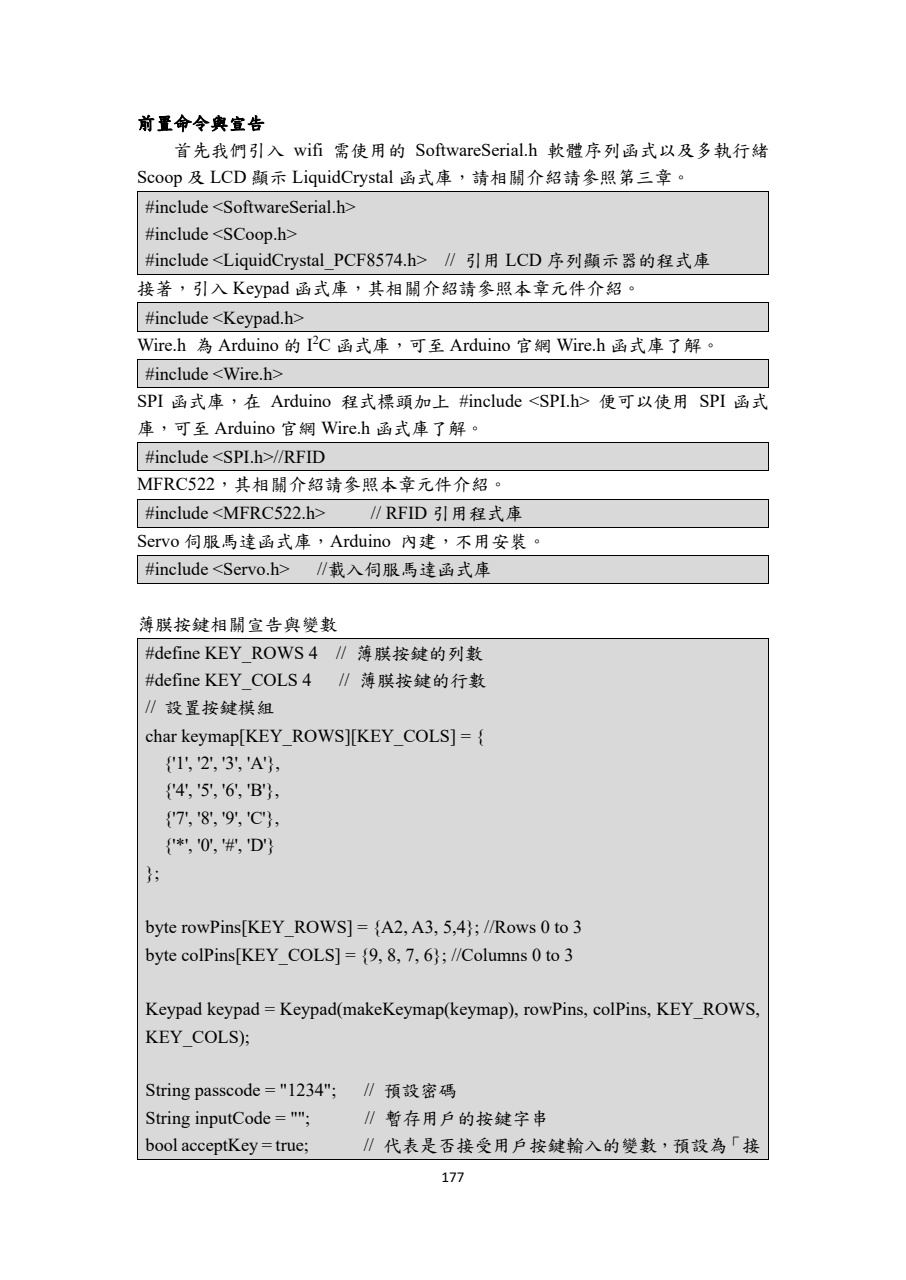 前置命令與宣告
首先我們引入 wifi 需使用的 SoftwareSerial.h 軟體序列函式以及多執行緒
Scoop 及 LCD 顯示 LiquidCrystal 函式庫，請相關介紹請參照第三章。
#include <SoftwareSerial.h>
#include <SCoop.h>
#include <LiquidCrystal_PCF8574.h> // 引用 LCD 序列顯示器的程式庫
接著，引入 Keypad 函式庫，其相關介紹請參照本章元件介紹。
#include <Keypad.h>
Wire.h 為 Arduino 的 I²C 函式庫，可至 Arduino 官網 Wire.h 函式庫了解。
#include <Wire.h>
SPI 函式庫，在 Arduino 程式標頭加上 #include <SPI.h> 便可以使用 SPI 函式
庫，可至 Arduino 官網 Wire.h 函式庫了解。
#include <SPI.h>//RFID
MFRC522，其相關介紹請參照本章元件介紹。
#include <MFRC522.h> // RFID 引用程式庫
Servo 伺服馬達函式庫，Arduino 內建，不用安裝。
#include <Servo.h> //載入伺服馬達函式庫
薄膜按鍵相關宣告與變數
#define KEY_ROWS 4 // 薄膜按鍵的列數
#define KEY_COLS 4 // 薄膜按鍵的行數
// 設置按鍵模組
char keymap[KEY_ROWS][KEY_COLS] = {
{'1', '2', '3', 'A'},
{'4', '5', '6', 'B'},
{'7', '8', '9', 'C'},
{'*', '0', '#', 'D'}
};
byte rowPins[KEY_ROWS] = {A2, A3, 5,4}; //Rows 0 to 3
byte colPins[KEY_COLS] = {9, 8, 7, 6}; //Columns 0 to 3
Keypad keypad = Keypad(makeKeymap(keymap), rowPins, colPins, KEY_ROWS,
KEY_COLS);
String passcode = "1234"; // 預設密碼
String inputCode = ""; // 暫存用戶的按鍵字串
bool acceptKey = true; // 代表是否接受用戶按鍵輸入的變數，預設為「接
177